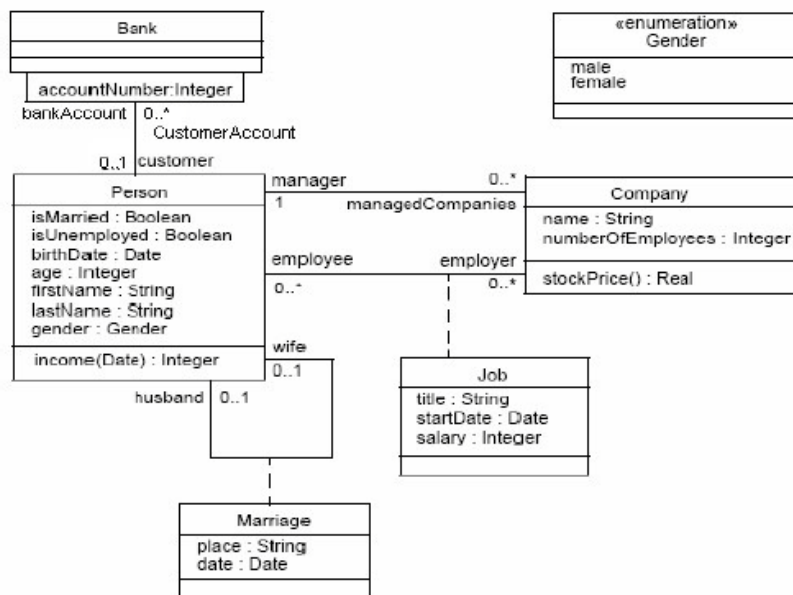 Bank
accountNumber:Integer
bankAccount 0..*
CustomerAccount
0..1 customer
«enumeration»
Gender
male
female
Person
isMarried : Boolean
isUnemployed : Boolean
birthDate : Date
age : Integer
firstName : String
lastName : String
gender : Gender
income(Date) : Integer
manager 0..*
1 managedCompanies
employee employer
0..* 0..*
Company
name : String
numberOfEmployees : Integer
stockPrice() : Real
wife
0..1
husband 0..1
Job
title : String
startDate : Date
salary : Integer
Marriage
place : String
date : Date